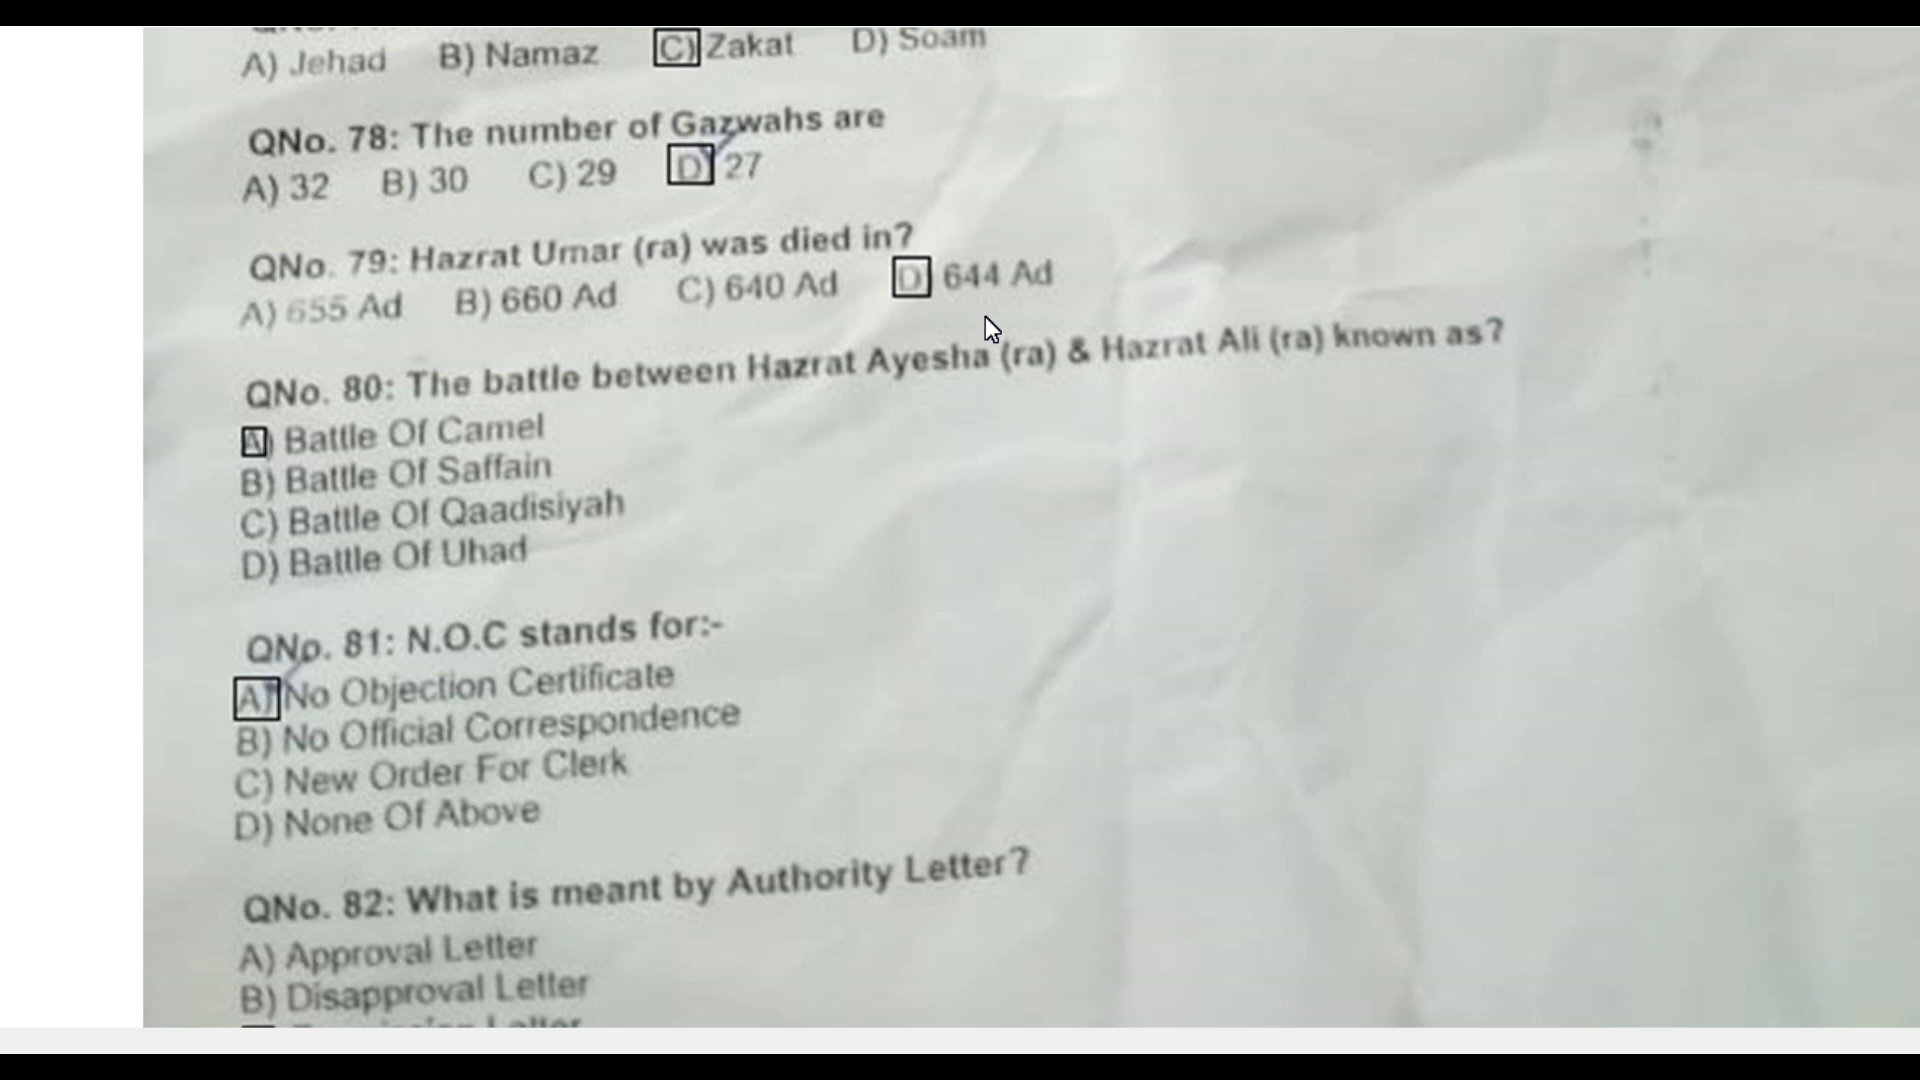 A) Jehad B) Namaz C) Zakat D) Soam
QNo. 78: The number of Gazwahs are
A) 32 B) 30 C) 29 D) 27
QNo. 79: Hazrat Umar (ra) was died in?
A) 655 Ad B) 660 Ad C) 640 Ad D) 644 Ad
QNo. 80: The battle between Hazrat Ayesha (ra) & Hazrat Ali (ra) known as?
A) Battle Of Camel
B) Battle Of Saffain
C) Battle Of Qaadisiyah
D) Battle Of Uhad
QNo. 81: N.O.C stands for:-
A) No Objection Certificate
B) No Official Correspondence
C) New Order For Clerk
D) None Of Above
QNo. 82: What is meant by Authority Letter?
A) Approval Letter
B) Disapproval Letter
Letter